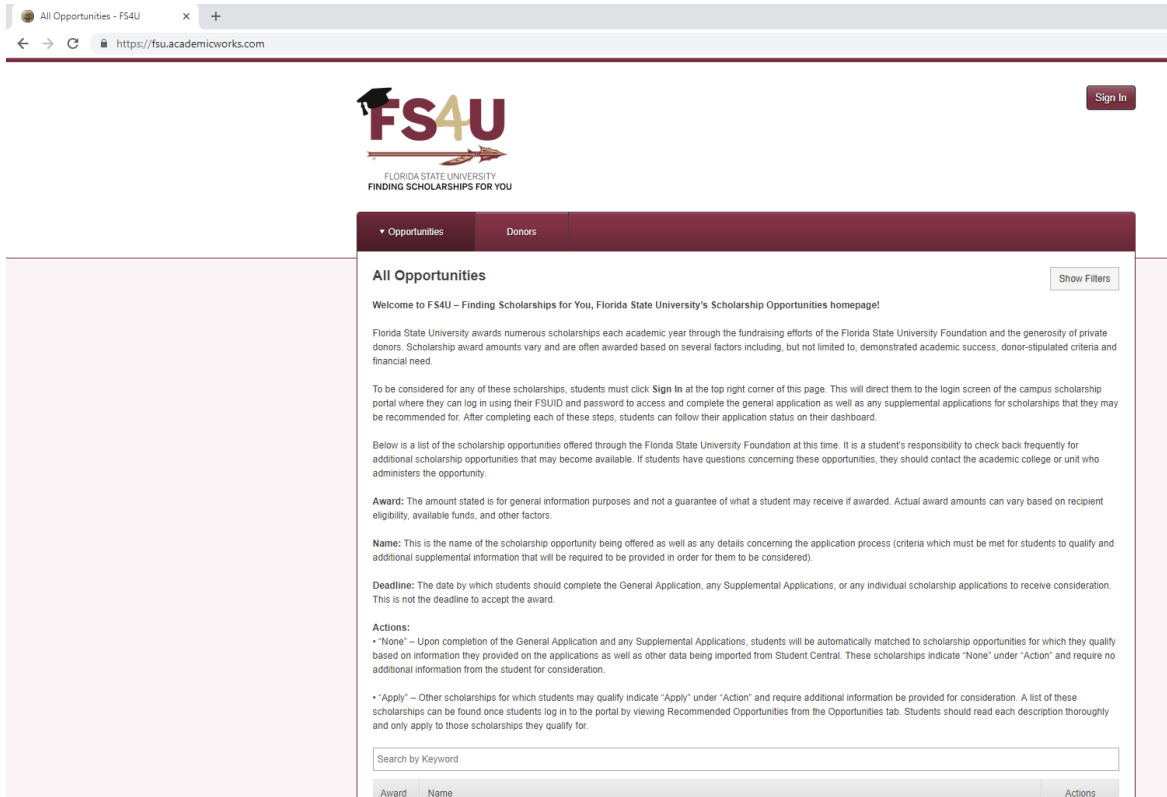 All Opportunities - FS4U
https://fsu.academicworks.com
FS4U
FLORIDA STATE UNIVERSITY
FINDING SCHOLARSHIPS FOR YOU
Sign In
Opportunities
Donors
All Opportunities
Show Filters
Welcome to FS4U – Finding Scholarships for You, Florida State University's Scholarship Opportunities homepage!
Florida State University awards numerous scholarships each academic year through the fundraising efforts of the Florida State University Foundation and the generosity of private
donors. Scholarship award amounts vary and are often awarded based on several factors including, but not limited to, demonstrated academic success, donor-stipulated criteria and
financial need.
To be considered for any of these scholarships, students must click Sign In at the top right corner of this page. This will direct them to the login screen of the campus scholarship
portal where they can log in using their FSUID and password to access and complete the general application as well as any supplemental applications for scholarships that they may
be recommended for. After completing each of these steps, students can follow their application status on their dashboard.
Below is a list of the scholarship opportunities offered through the Florida State University Foundation at this time. It is a student's responsibility to check back frequently for
additional scholarship opportunities that may become available. If students have questions concerning these opportunities, they should contact the academic college or unit who
administers the opportunity.
Award: The amount stated is for general information purposes and not a guarantee of what a student may receive if awarded. Actual award amounts can vary based on recipient
eligibility, available funds, and other factors.
Name: This is the name of the scholarship opportunity being offered as well as any details concerning the application process (criteria which must be met for students to qualify and
additional supplemental information that will be required to be provided in order for them to be considered).
Deadline: The date by which students should complete the General Application, any Supplemental Applications, or any individual scholarship applications to receive consideration.
This is not the deadline to accept the award.
Actions:
• “None” – Upon completion of the General Application and any Supplemental Applications, students will be automatically matched to scholarship opportunities for which they qualify
based on information they provided on the applications as well as other data being imported from Student Central. These scholarships indicate “None” under “Action” and require no
additional information from the student for consideration.
• “Apply” – Other scholarships for which students may qualify indicate “Apply” under “Action” and require additional information be provided for consideration. A list of these
scholarships can be found once students log in to the portal by viewing Recommended Opportunities from the Opportunities tab. Students should read each description thoroughly
and only apply to those scholarships they qualify for.
Search by Keyword
Award Name Actions